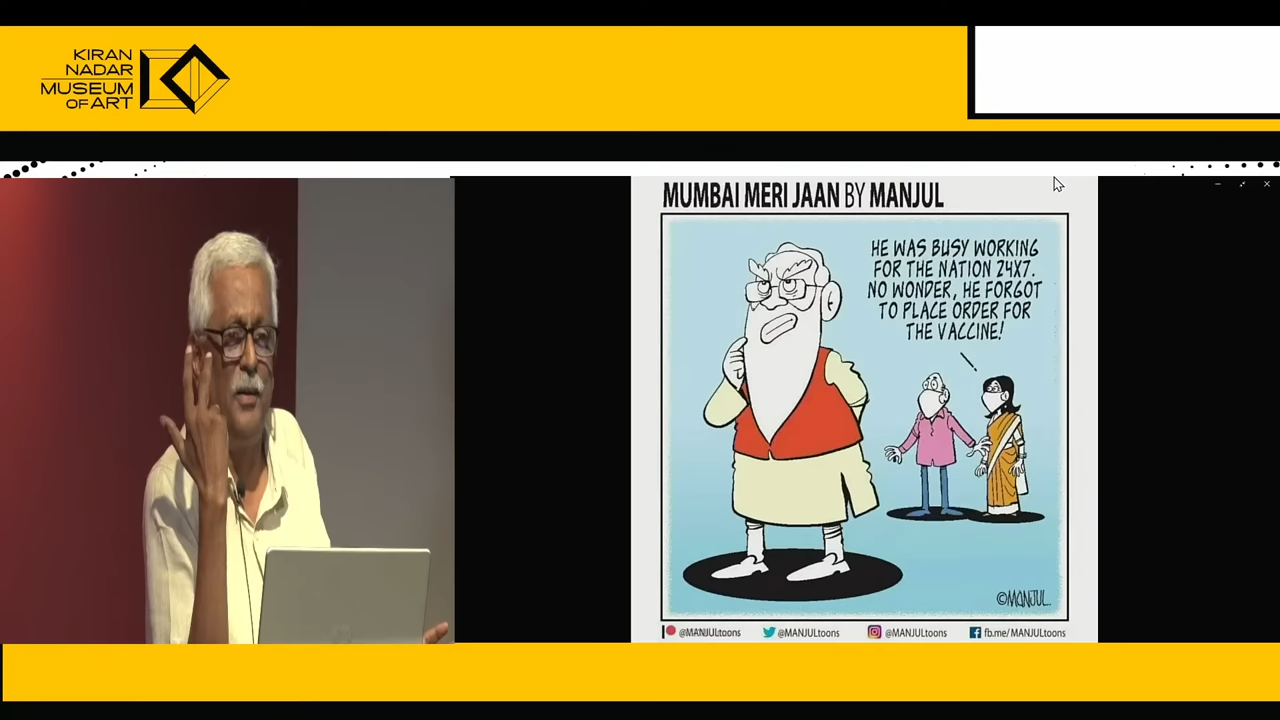 KIRAN
NADAR
MUSEUM
OF ART
MUMBAI MERI JAAN BY MANJUL
HE WAS BUSY WORKING
FOR THE NATION 24X7.
NO WONDER, HE FORGOT
TO PLACE ORDER FOR
THE VACCINE!
©MANJUL
@MANJULtoons @MANJULtoons @MANJULtoons fb.me/MANJULtoons